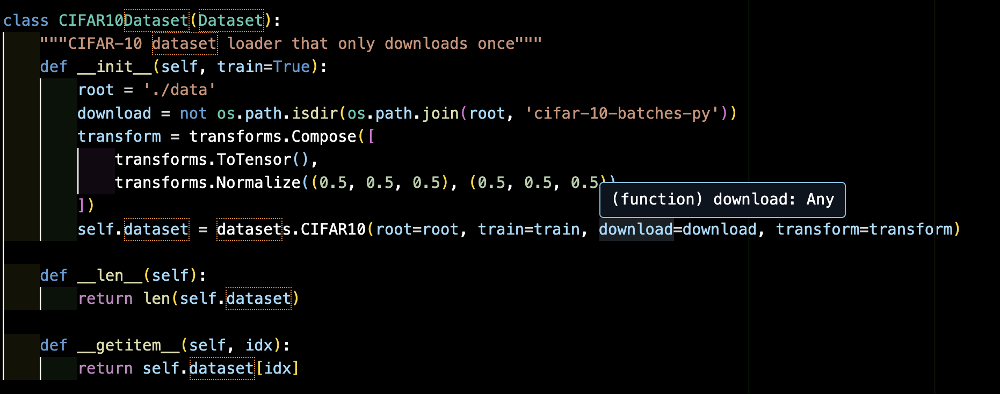 class CIFAR10Dataset(Dataset):
    """CIFAR-10 dataset loader that only downloads once"""
    def __init__(self, train=True):
        root = './data'
        download = not os.path.isdir(os.path.join(root, 'cifar-10-batches-py'))
        transform = transforms.Compose([
            transforms.ToTensor(),
            transforms.Normalize((0.5, 0.5, 0.5), (0.5, 0.5, 0.5))
(function) download: Any
        ])
        self.dataset = datasets.CIFAR10(root=root, train=train, download=download, transform=transform)
    def __len__(self):
        return len(self.dataset)
    def __getitem__(self, idx):
        return self.dataset[idx]